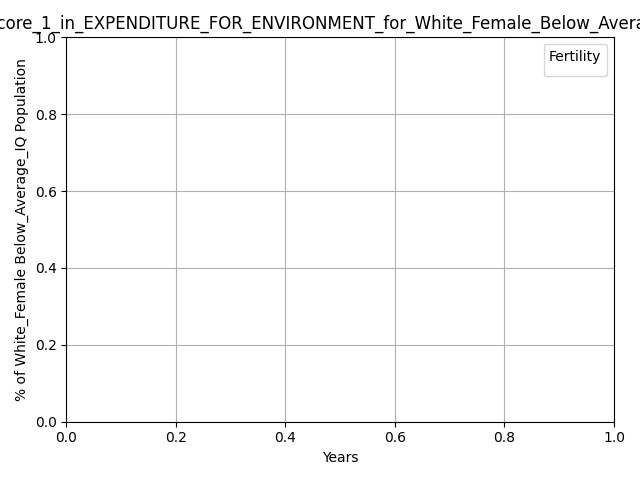 core_1_in_EXPENDITURE_FOR_ENVIRONMENT_for_White_Female_Below_Avera
Fertility
% of White_Female Below_Average_IQ Population
1.0
0.8
0.6
0.4
0.2
0.0
0.0 0.2 0.4 0.6 0.8 1.0
Years